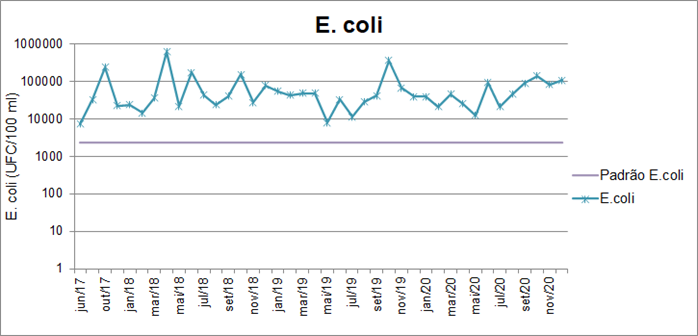 E. coli
E. coli (UFC/100 ml)
1000000
100000
10000
1000
100
10
1
jun/17
out/17
jan/18
mar/18
mai/18
jul/18
set/18
nov/18
jan/19
mar/19
mai/19
jul/19
set/19
nov/19
jan/20
mar/20
mai/20
jul/20
set/20
nov/20
Padrão E.coli
E.coli